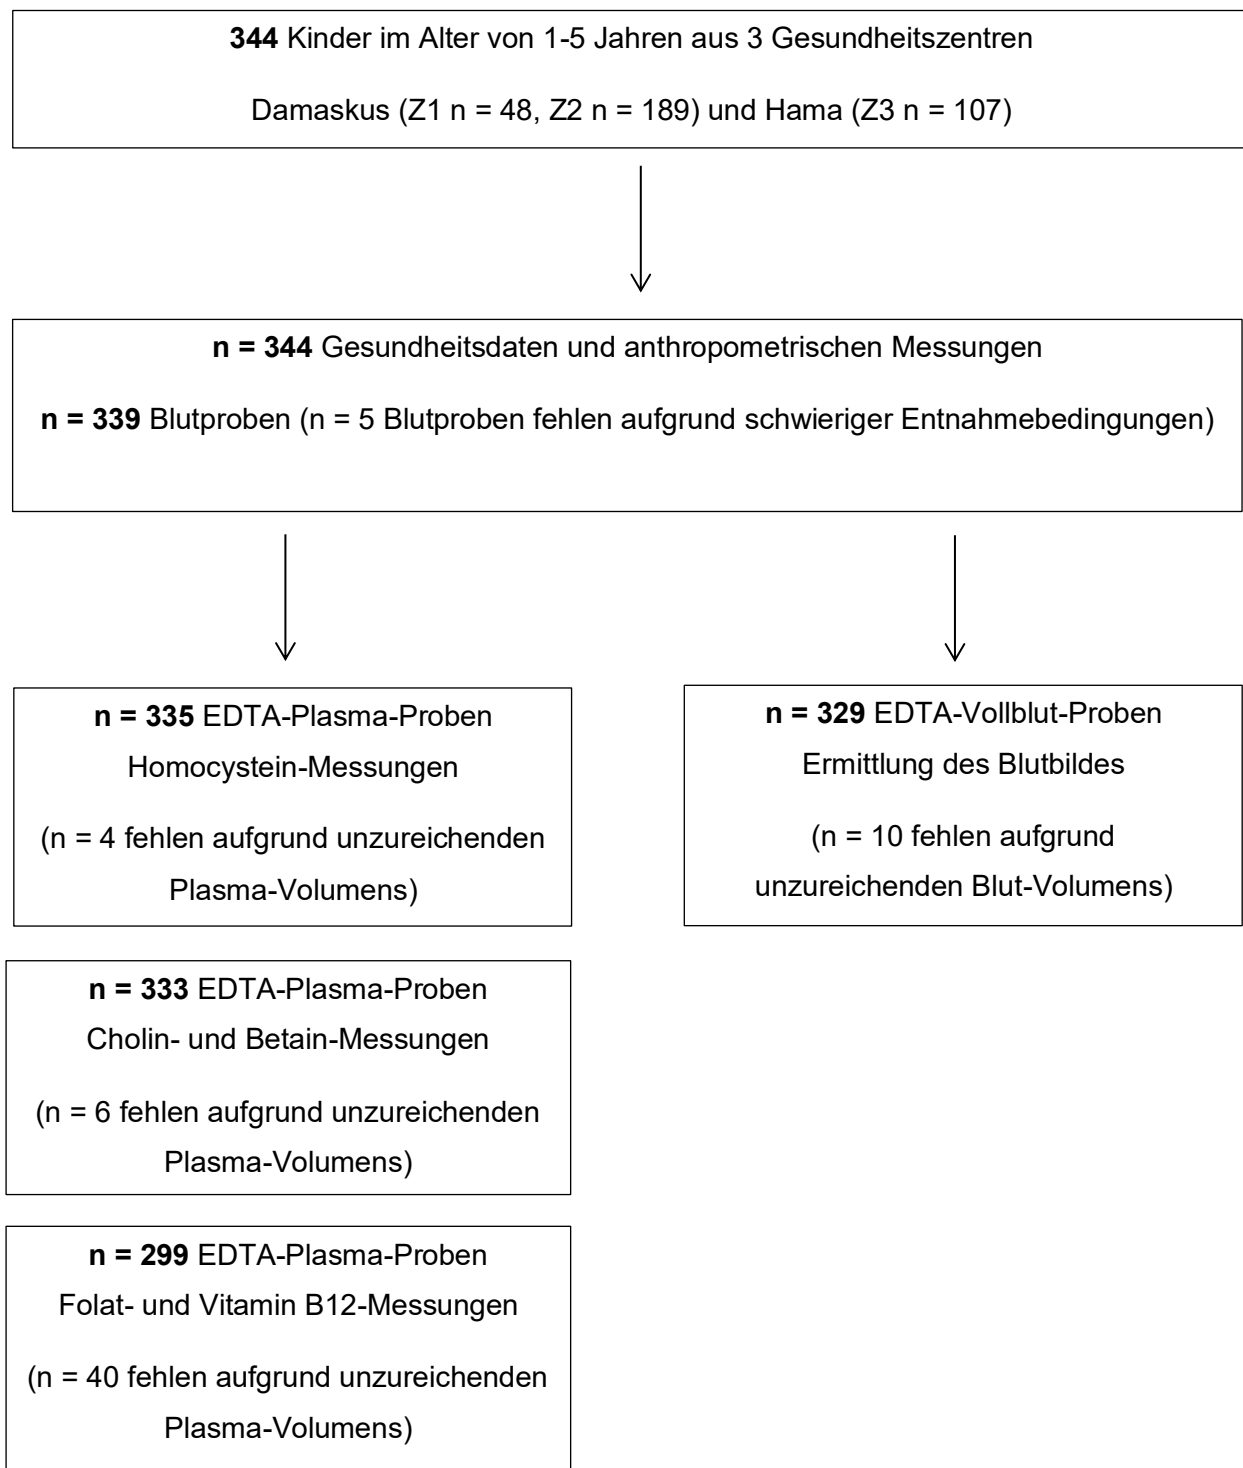 344 Kinder im Alter von 1-5 Jahren aus 3 Gesundheitszentren
Damaskus (Z1 n = 48, Z2 n = 189) und Hama (Z3 n = 107)
n = 344 Gesundheitsdaten und anthropometrischen Messungen
n = 339 Blutproben (n = 5 Blutproben fehlen aufgrund schwieriger Entnahmebedingungen)
n = 335 EDTA-Plasma-Proben
Homocystein-Messungen
(n = 4 fehlen aufgrund unzureichenden
Plasma-Volumens)
n = 329 EDTA-Vollblut-Proben
Ermittlung des Blutbildes
(n = 10 fehlen aufgrund
unzureichenden Blut-Volumens)
n = 333 EDTA-Plasma-Proben
Cholin- und Betain-Messungen
(n = 6 fehlen aufgrund unzureichenden
Plasma-Volumens)
n = 299 EDTA-Plasma-Proben
Folat- und Vitamin B12-Messungen
(n = 40 fehlen aufgrund unzureichenden
Plasma-Volumens)